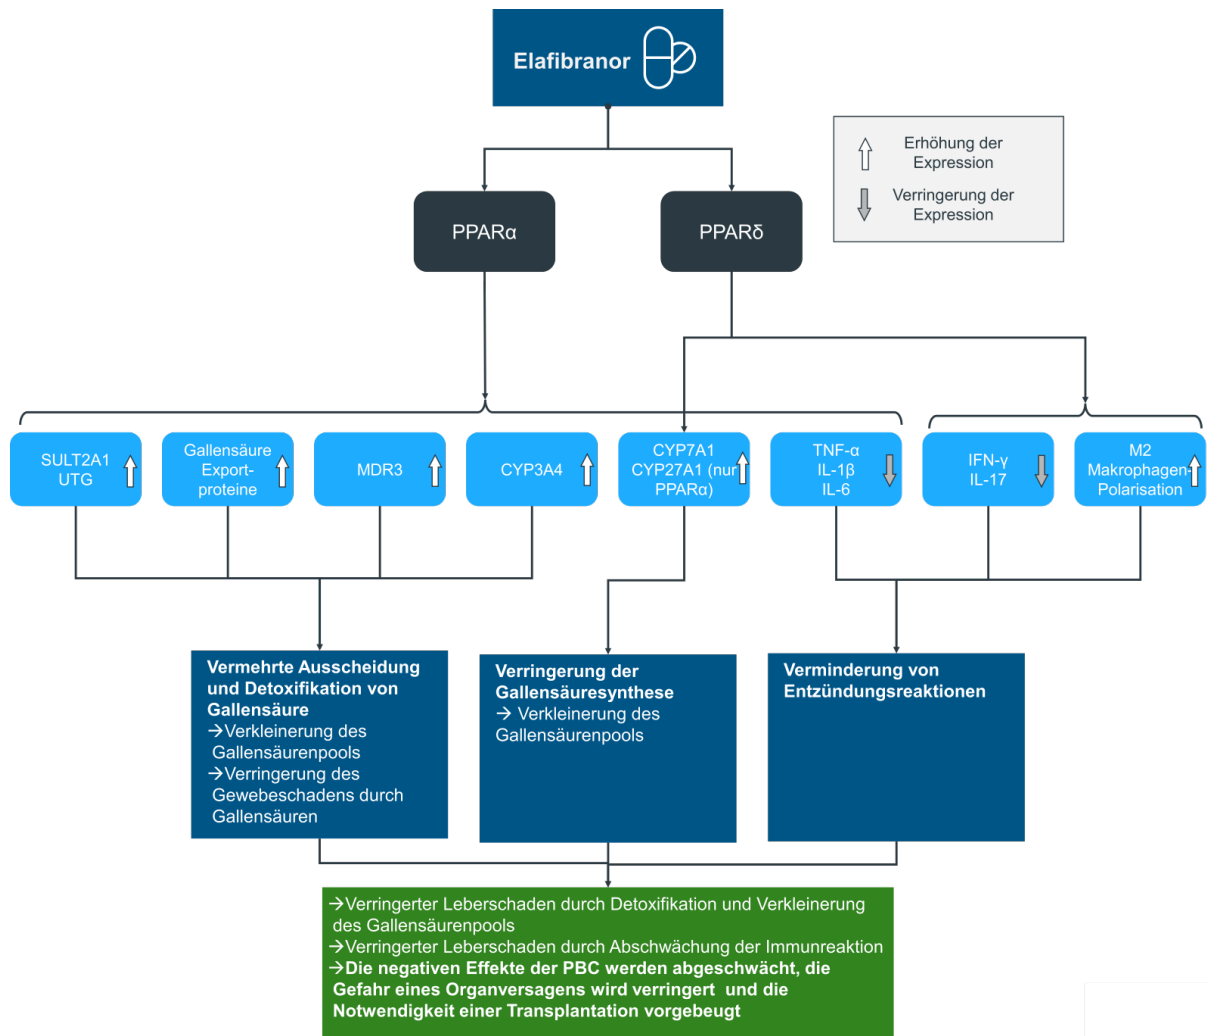 Elafibranor
Erhöhung der
Expression
Verringerung der
Expression
PPARα
PPARδ
SULT2A1
UTG
Gallensäure
Export-
proteine
MDR3
CYP3A4
CYP7A1
CYP27A1 (nur
PPARα)
TNF-α
IL-1β
IL-6
IFN-γ
IL-17
M2
Makrophagen-
Polarisation
Vermehrte Ausscheidung
und Detoxifikation von
Gallensäure
→Verkleinerung des
Gallensäurenpools
→Verringerung des
Gewebeschadens durch
Gallensäuren
Verringerung der
Gallensäuresynthese
→ Verkleinerung des
Gallensäurenpools
Verminderung von
Entzündungsreaktionen
→Verringerter Leberschaden durch Detoxifikation und Verkleinerung
des Gallensäurenpools
→Verringerter Leberschaden durch Abschwächung der Immunreaktion
→Die negativen Effekte der PBC werden abgeschwächt, die
Gefahr eines Organversagens wird verringert und die
Notwendigkeit einer Transplantation vorgebeugt